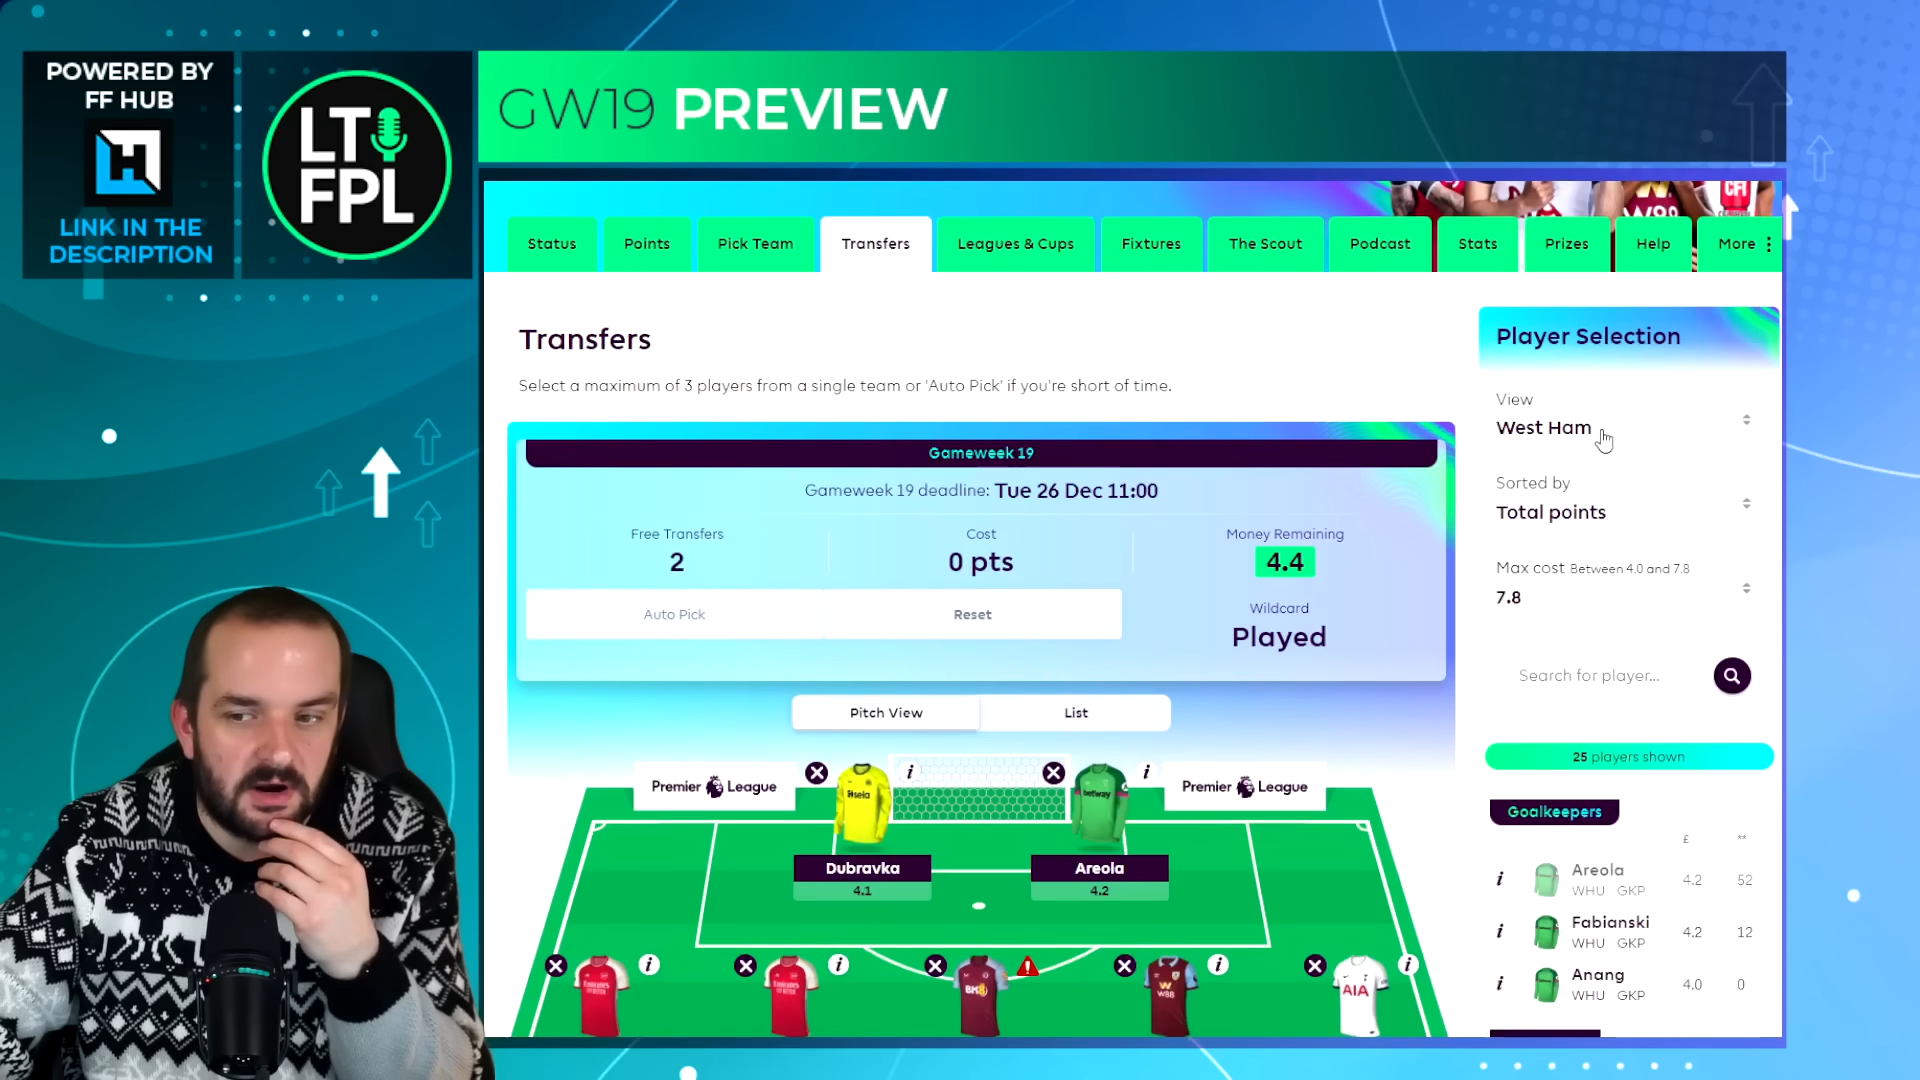 POWERED BY
FF HUB
LINK IN THE
DESCRIPTION
LT
FPL
GW19 PREVIEW
Status
Points
Pick Team
Transfers
Leagues & Cups
Fixtures
The Scout
Podcast
Stats
Prizes
Help
More
Transfers
Select a maximum of 3 players from a single team or 'Auto Pick' if you're short of time.
Gameweek 19
Gameweek 19 deadline: Tue 26 Dec 11:00
Free Transfers
2
Cost
0 pts
Money Remaining
4.4
Auto Pick
Reset
Wildcard
Played
Pitch View
List
Premier League
sela
betway
Premier League
Dubravka
4.1
Areola
4.2
BK8
W88
AIA
Player Selection
View
West Ham
Sorted by
Total points
Max cost Between 4.0 and 7.8
7.8
Search for player...
25 players shown
Goalkeepers
£ **
Areola
WHU GKP
4.2 52
Fabianski
WHU GKP
4.2 12
Anang
WHU GKP
4.0 0